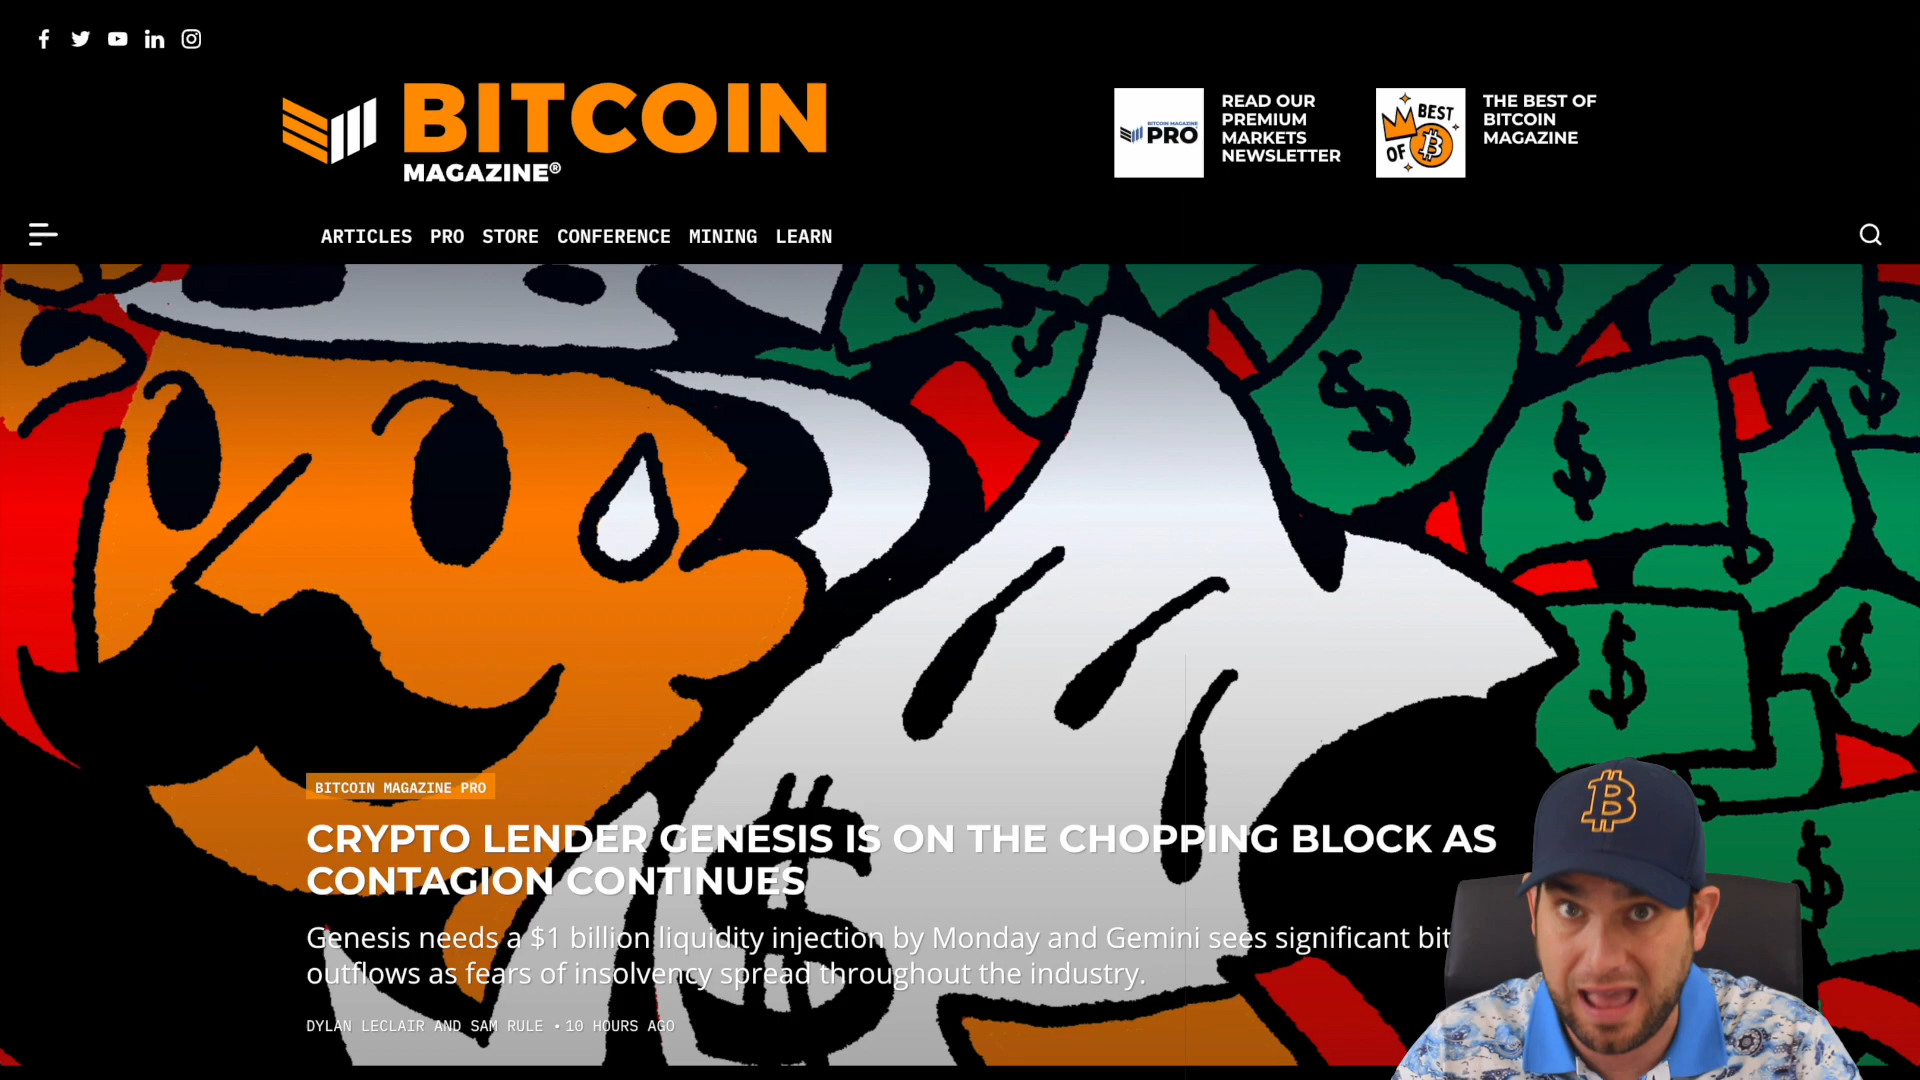 BITCOIN
MAGAZINE®
PRO
BITCOIN MAGAZINE
READ OUR
PREMIUM
MARKETS
NEWSLETTER
BEST
OF
THE BEST OF
BITCOIN
MAGAZINE
ARTICLES PRO STORE CONFERENCE MINING LEARN
BITCOIN MAGAZINE PRO
CRYPTO LENDER GENESIS IS ON THE CHOPPING BLOCK AS
CONTAGION CONTINUES
Genesis needs a $1 billion liquidity injection by Monday and Gemini sees significant bit
outflows as fears of insolvency spread throughout the industry.
DYLAN LECLAIR AND SAM RULE • 10 HOURS AGO